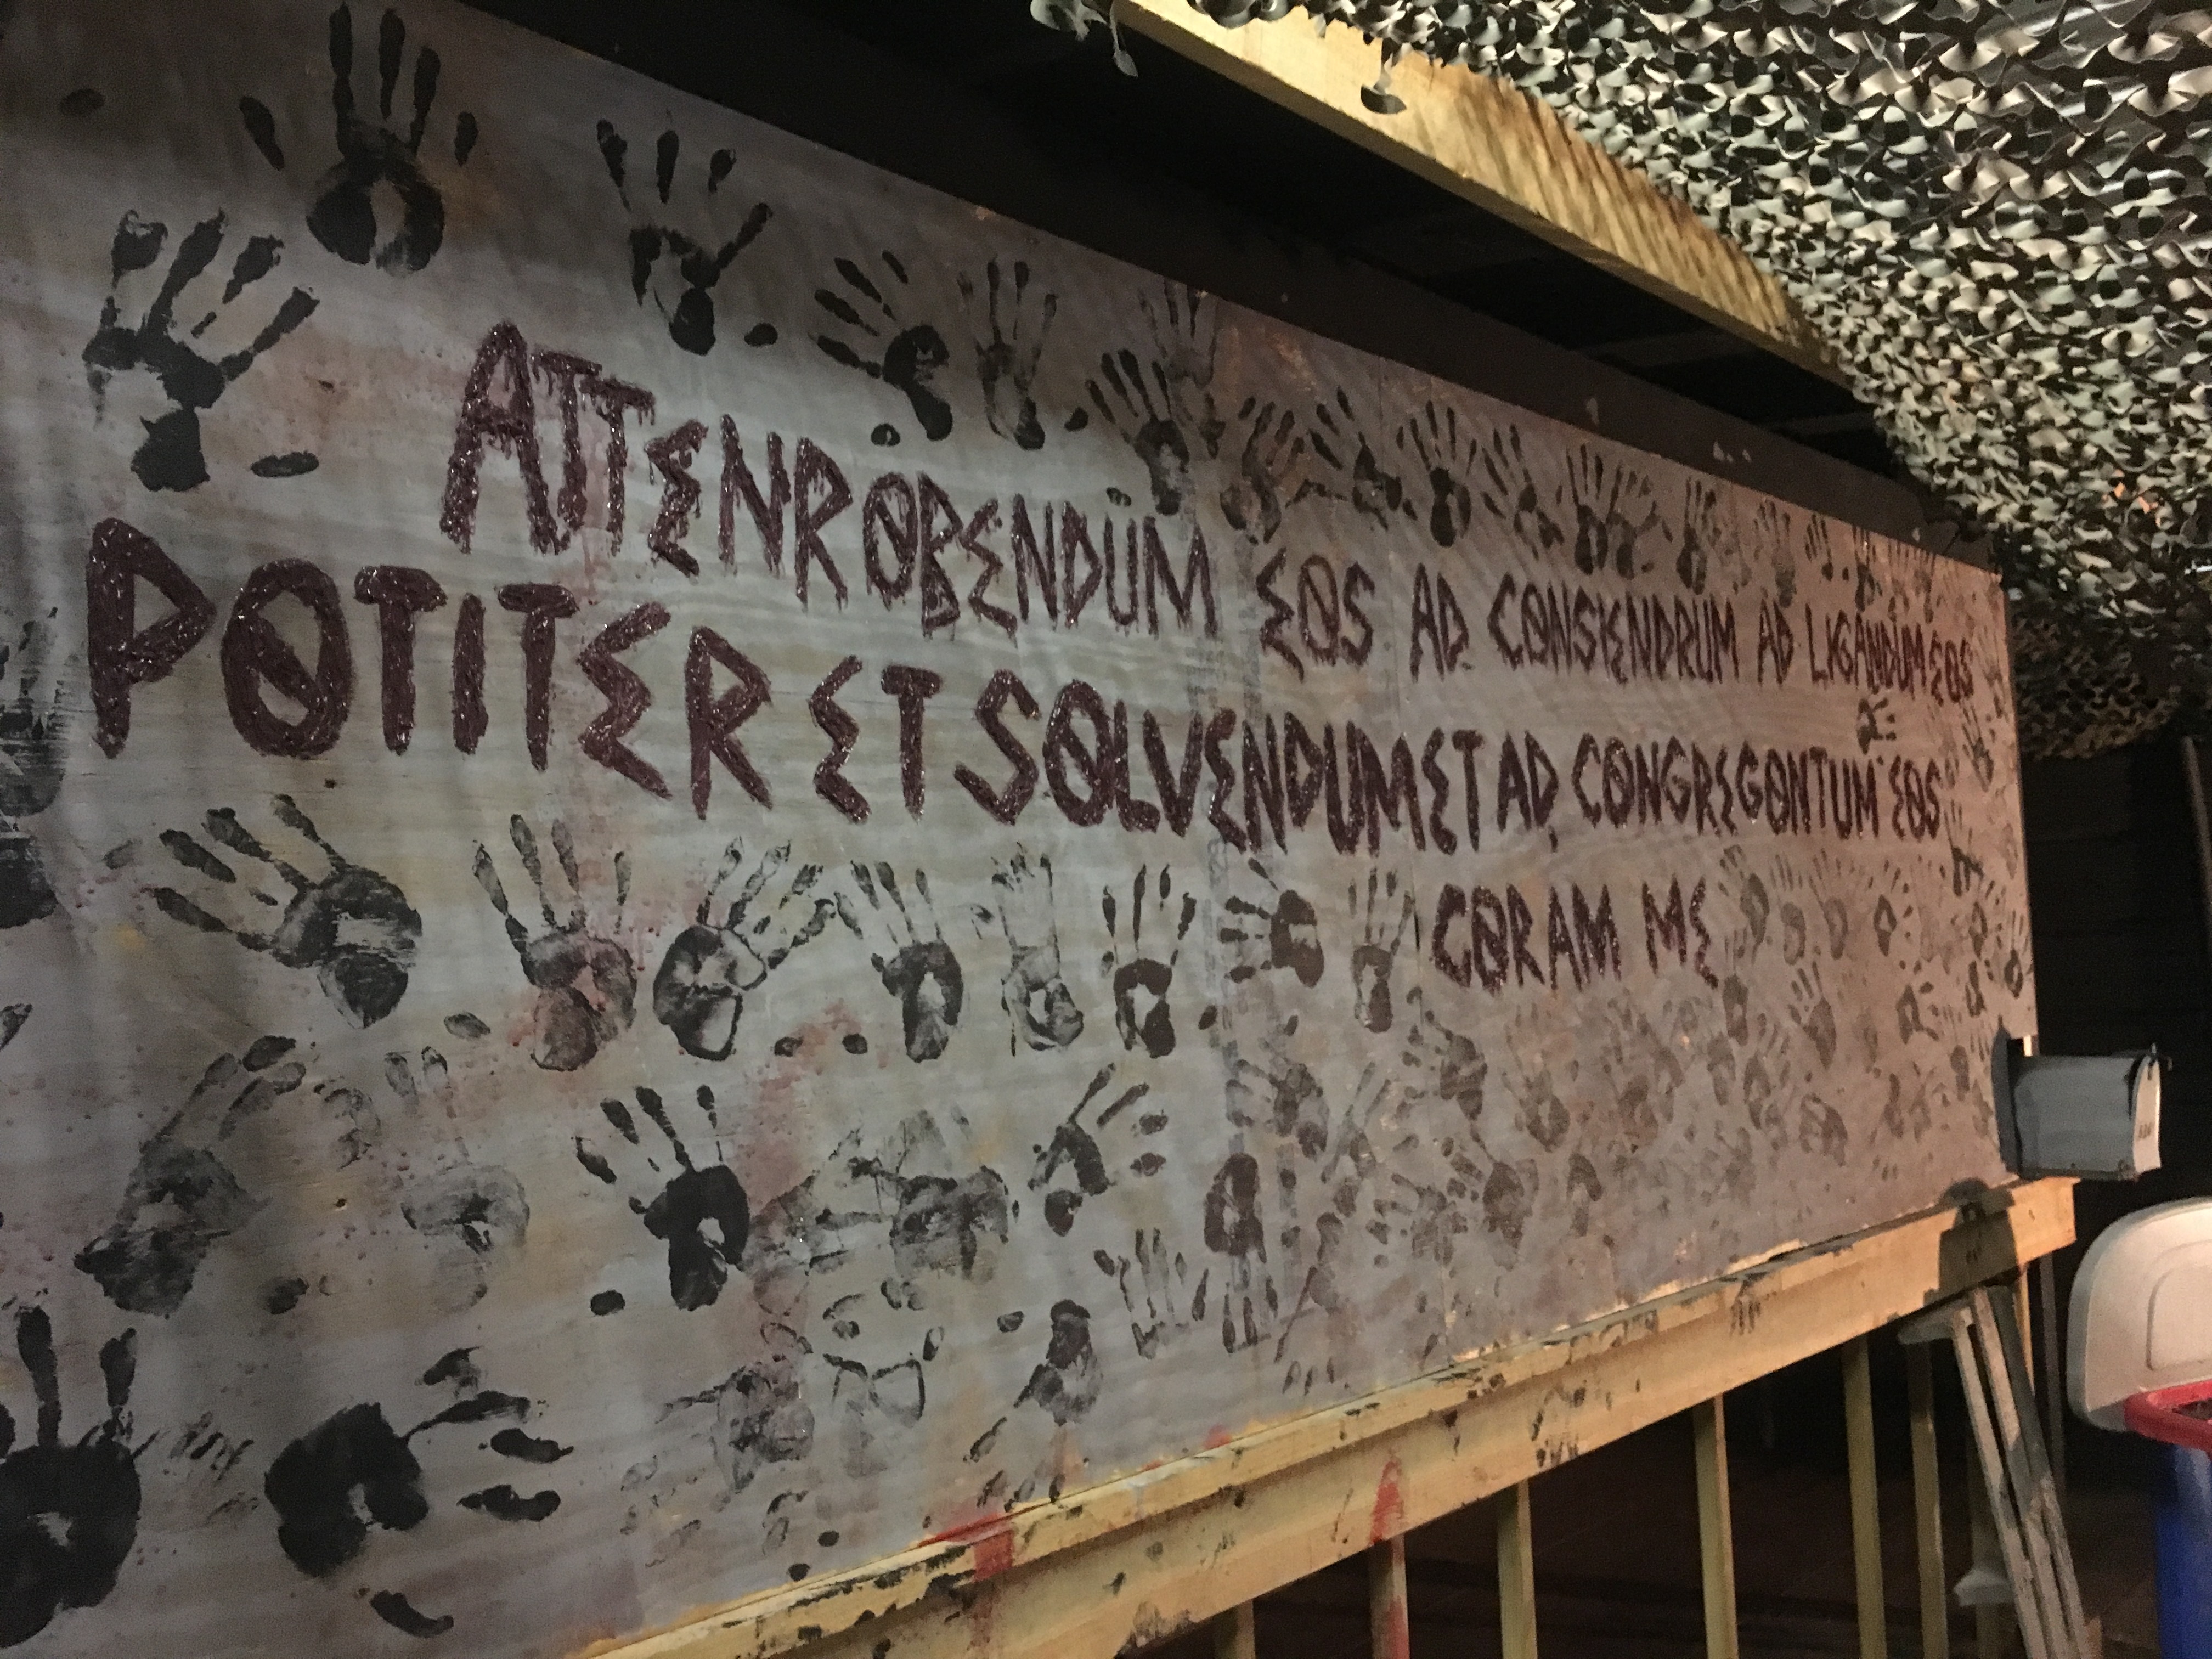 ATTENROBENDUM EOS AD CONSIENDRUM AD LIGANDUM EOS
POTITER ET SOLVENDUM ET AD CONGREGONTUM EOS
CORAM ME